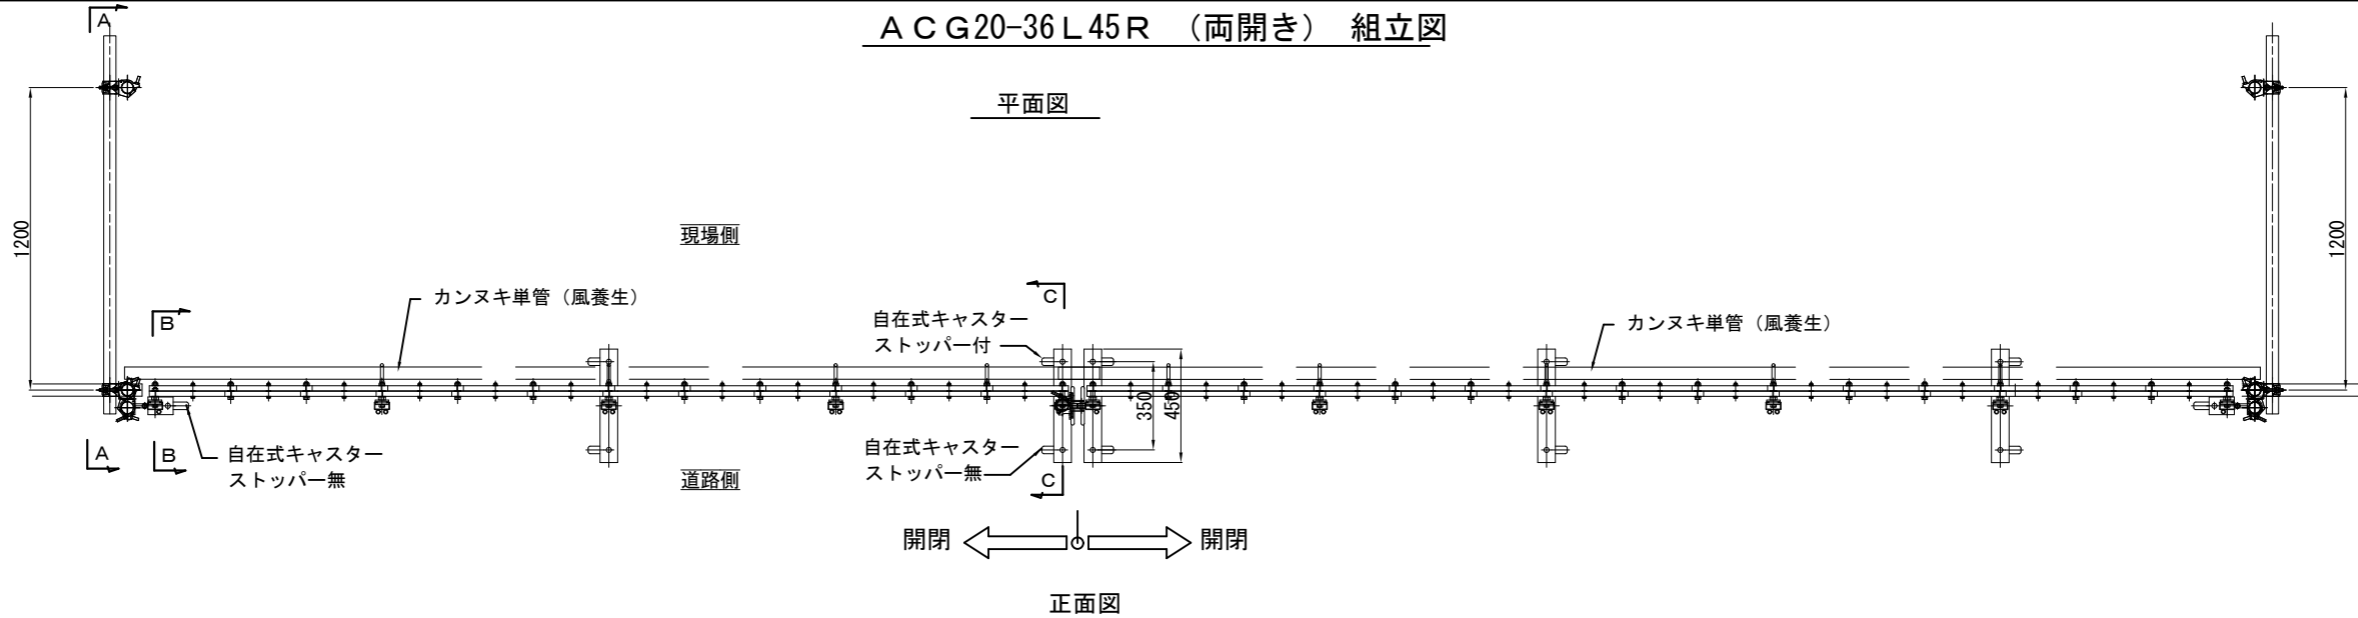 ACG20-36L45R (両開き) 組立図
平面図
A
A
B
B
C
C
1200
1200
現場側
道路側
カンヌキ単管(風養生)
カンヌキ単管(風養生)
自在式キャスター
ストッパー付
自在式キャスター
ストッパー無
自在式キャスター
ストッパー無
350
450
開閉
開閉
正面図